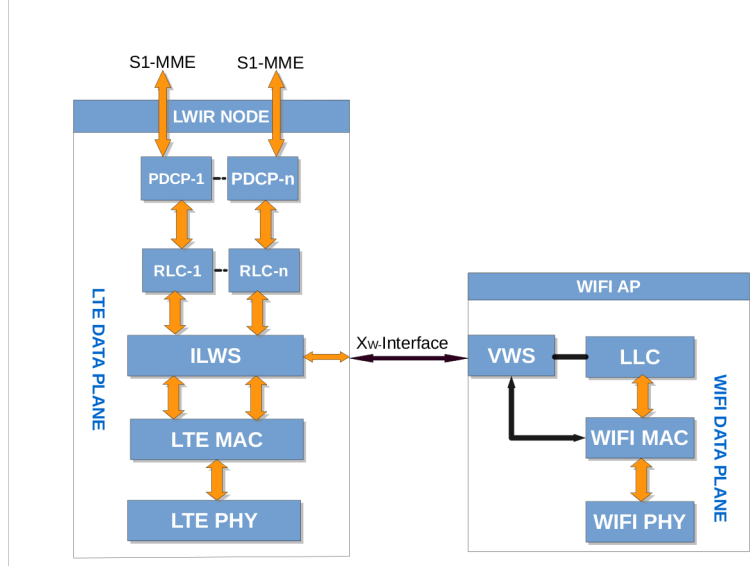 S1-MME S1-MME
LWIR NODE
PDCP-1 PDCP-n
RLC-1 RLC-n
LTE DATA PLANE
ILWS
LTE MAC
LTE PHY
XW-Interface
WIFI AP
VWS LLC
WIFI MAC
WIFI PHY
WIFI DATA PLANE